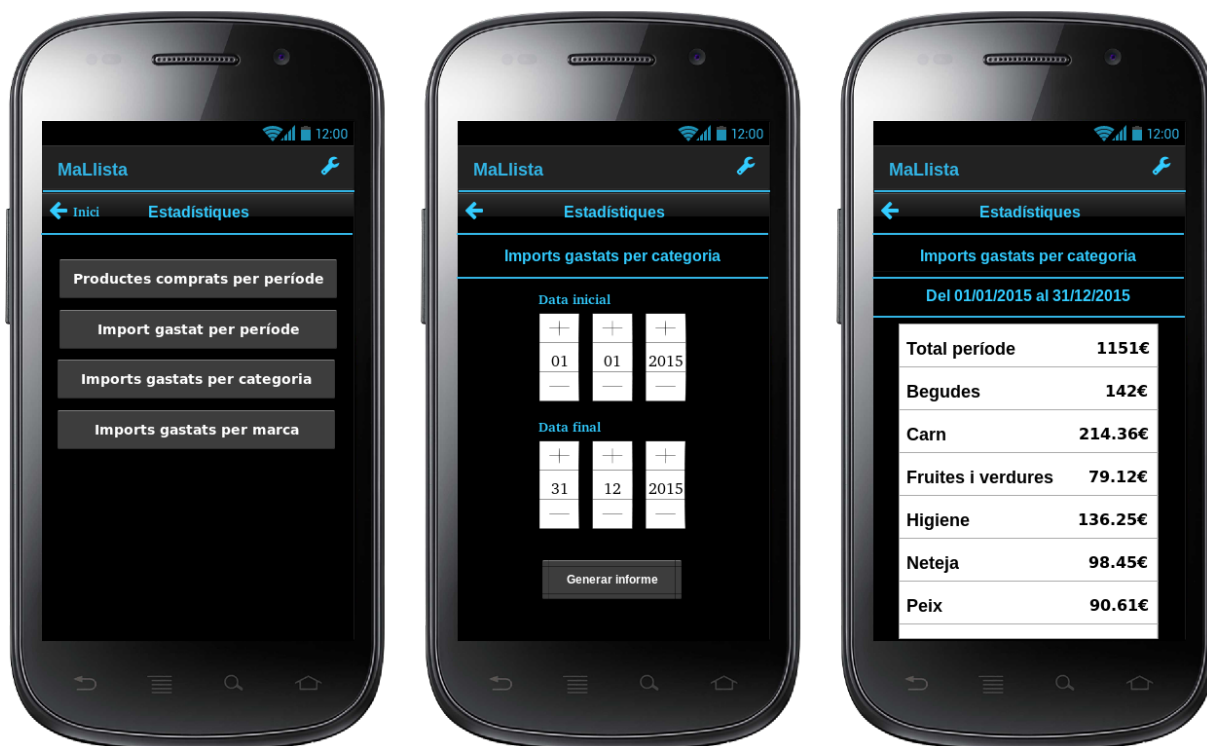 12:00
MaLlista
Inici Estadístiques
Productes comprats per període
Import gastat per període
Imports gastats per categoria
Imports gastats per marca
12:00
MaLlista
Estadístiques
Imports gastats per categoria
Data inicial
01 01 2015
Data final
31 12 2015
Generar informe
12:00
MaLlista
Estadístiques
Imports gastats per categoria
Del 01/01/2015 al 31/12/2015
Total període 1151€
Begudes 142€
Carn 214.36€
Fruites i verdures 79.12€
Higiene 136.25€
Neteja 98.45€
Peix 90.61€